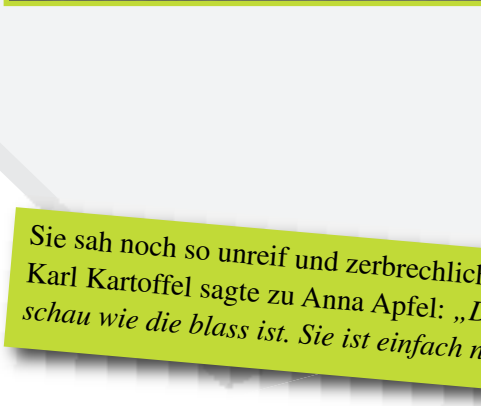 Sie sah noch so unreif und zerbrechlich
Karl Kartoffel sagte zu Anna Apfel: „D
schau wie die blass ist. Sie ist einfach n